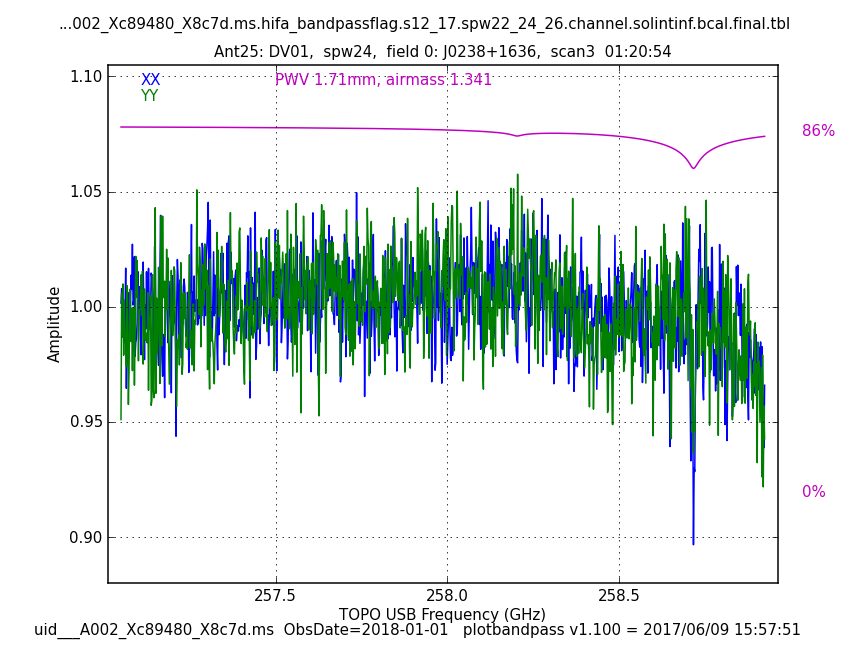 ...002_Xc89480_X8c7d.ms.hifa_bandpassflag.s12_17.spw22_24_26.channel.solintinf.bcal.final.tbl
Ant25: DV01,  spw24,  field 0: J0238+1636,  scan3  01:20:54
1.10
XX
PWV 1.71mm, airmass 1.341
YY
86%
1.05
1.00
Amplitude
0.95
0%
0.90
257.5
258.0
258.5
TOPO USB Frequency (GHz)
uid___A002_Xc89480_X8c7d.ms  ObsDate=2018-01-01   plotbandpass v1.100 = 2017/06/09 15:57:51